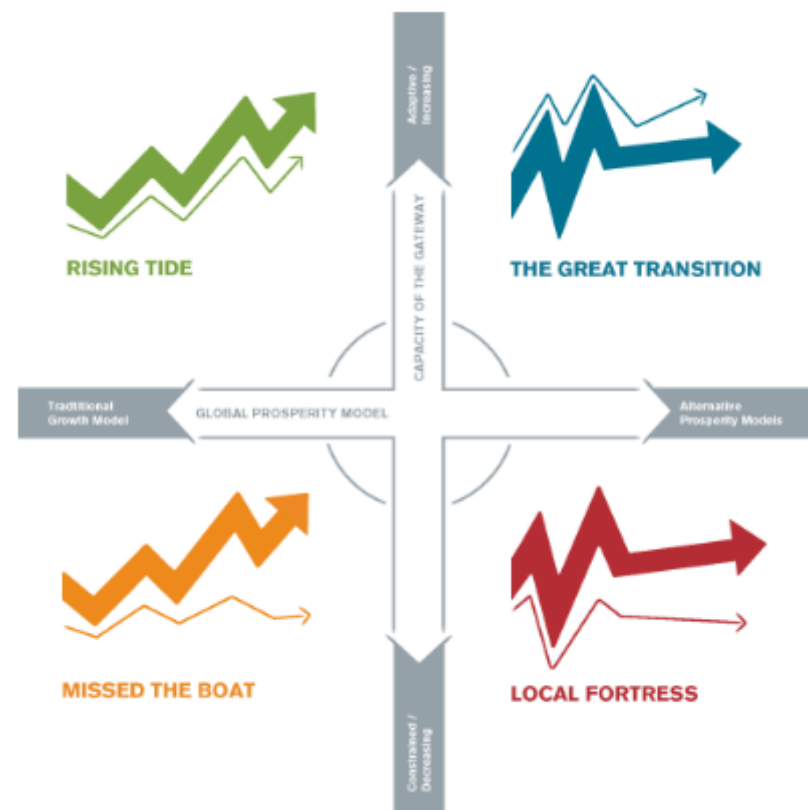 Adaptive /
Increasing
CAPACITY OF THE GATEWAY
RISING TIDE
THE GREAT TRANSITION
Traditional
Growth Model
GLOBAL PROSPERITY MODEL
Alternative
Prosperity Models
MISSED THE BOAT
LOCAL FORTRESS
Constrained /
Decreasing